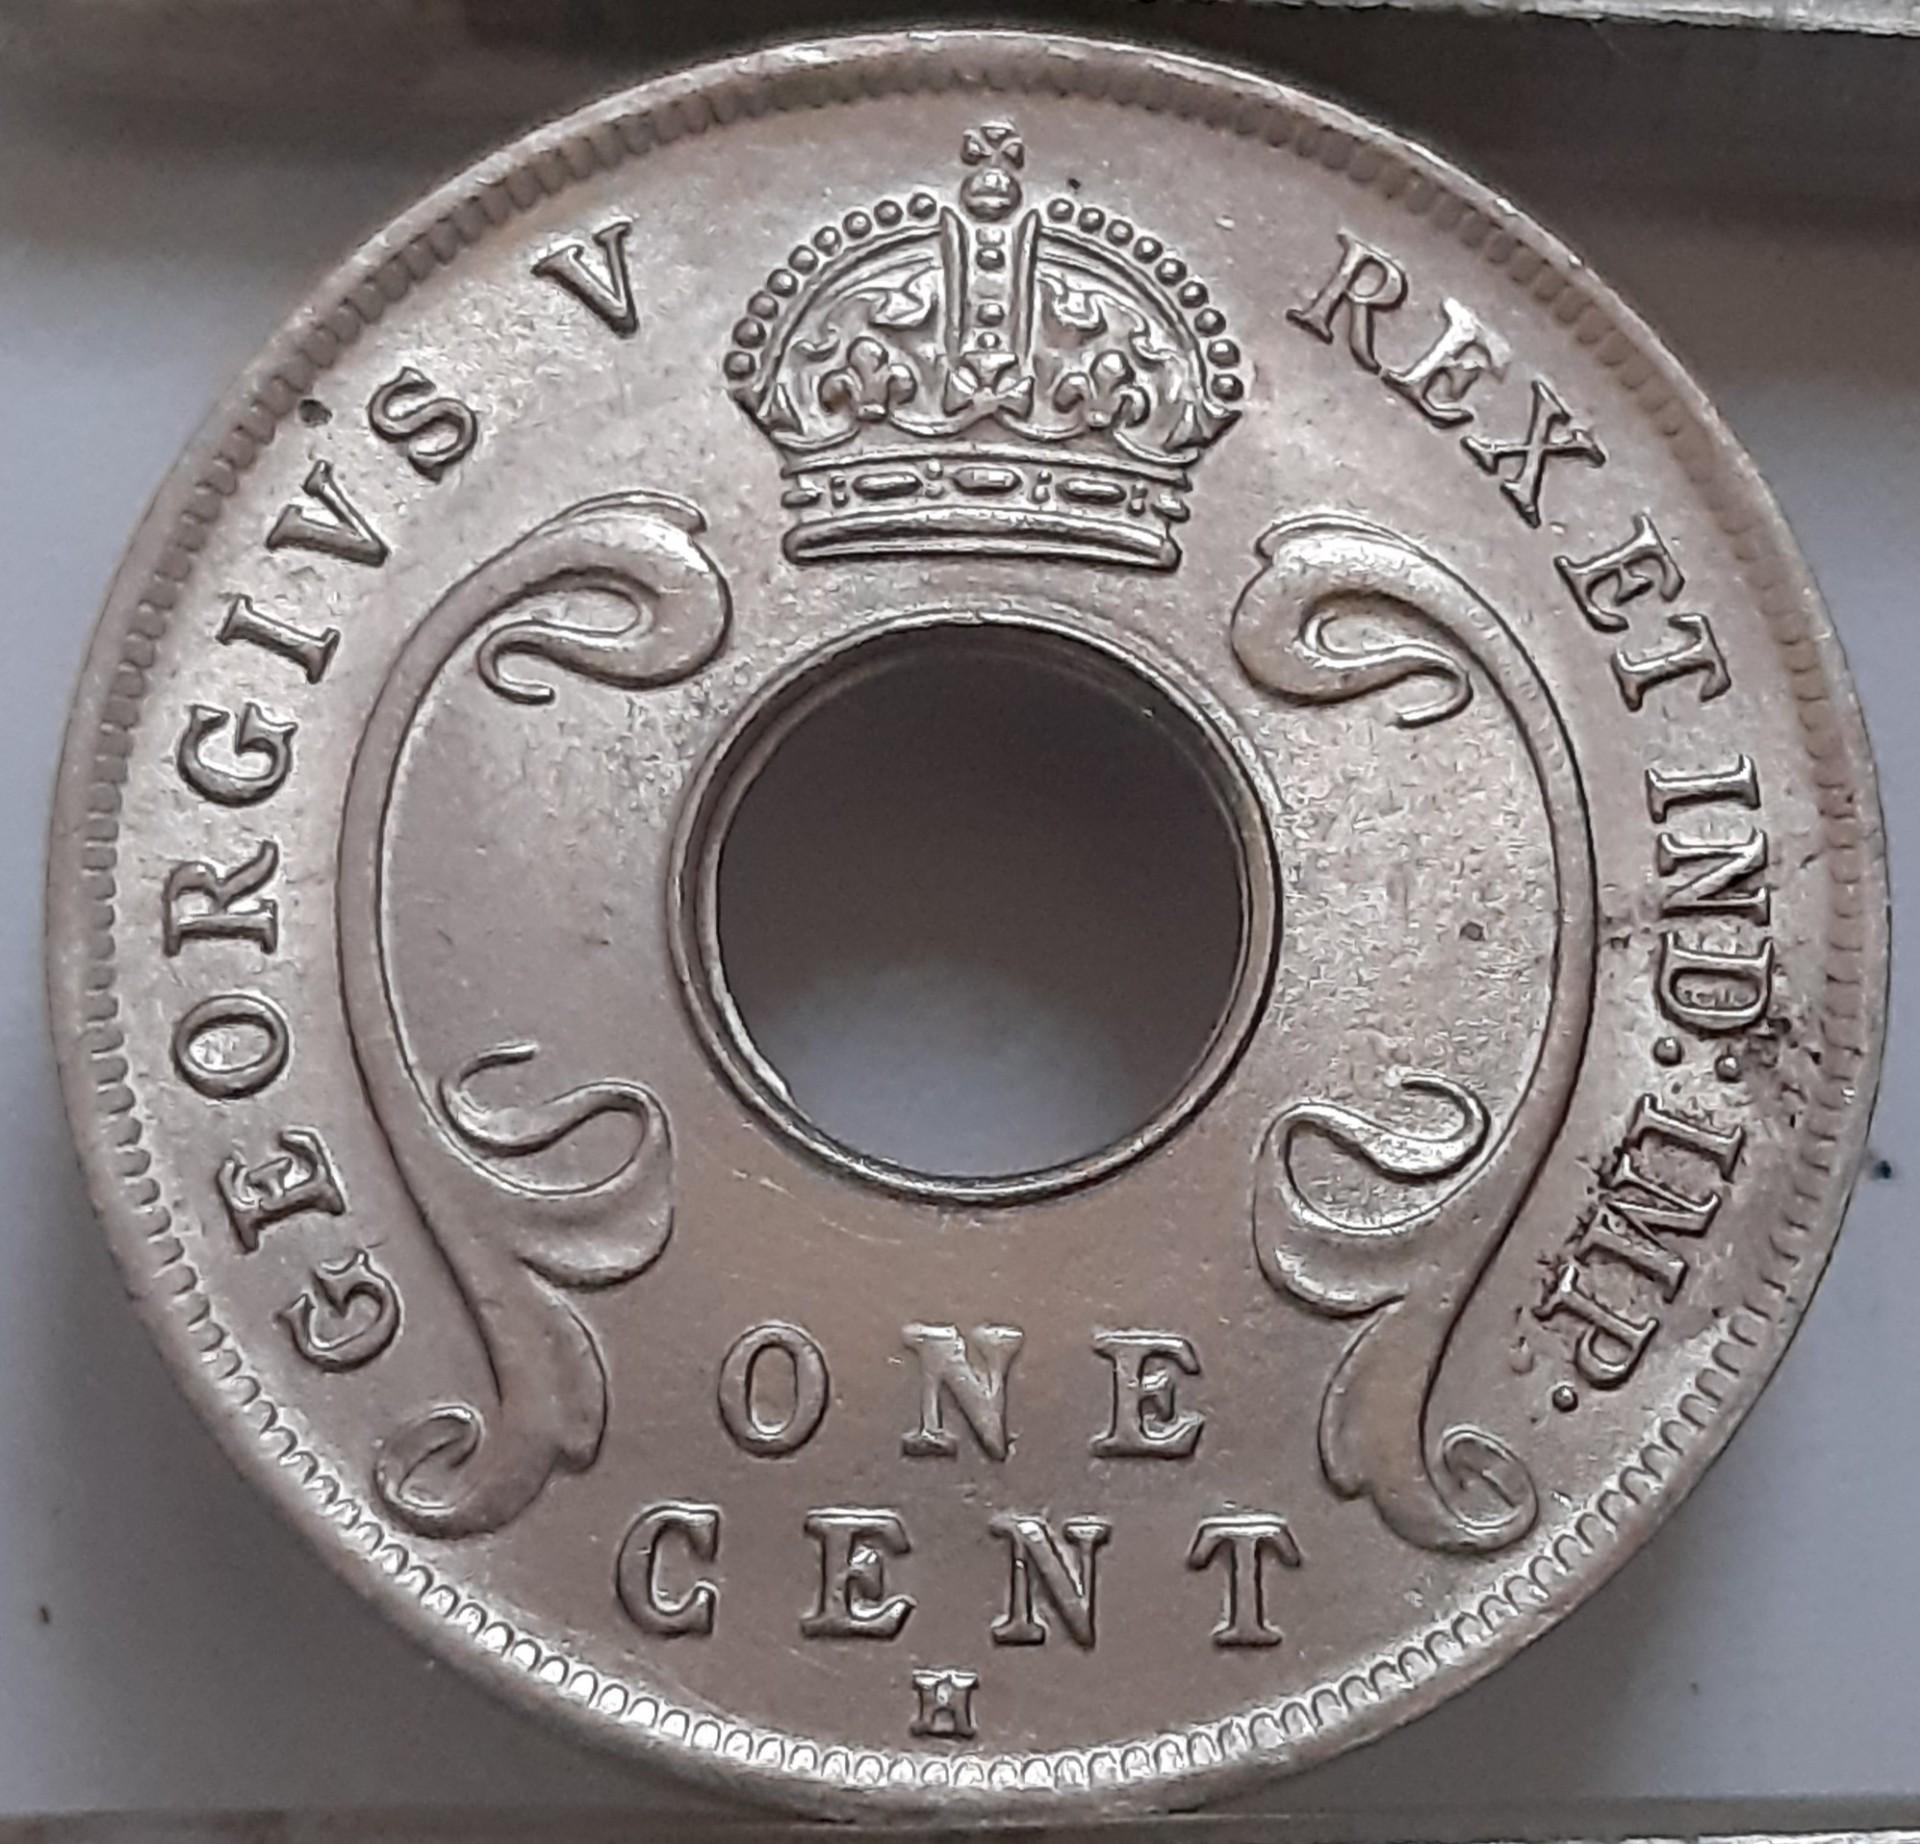 GEORGIVS V REX ET IND: IMP:
ONE
CENT
H